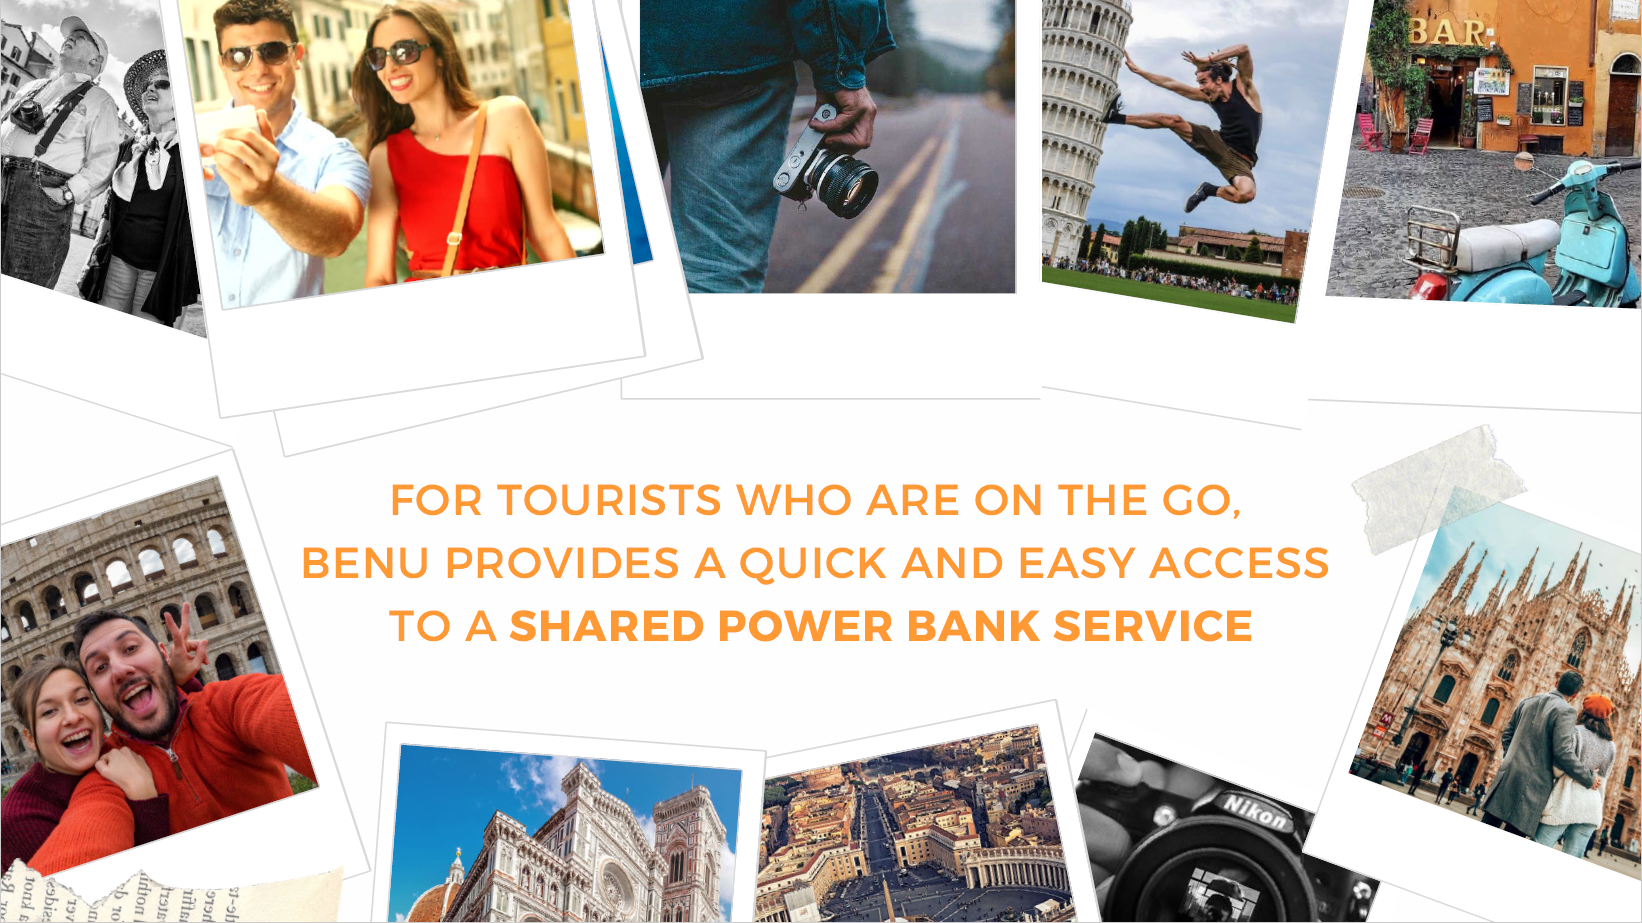 BAR
FOR TOURISTS WHO ARE ON THE GO,
BENU PROVIDES A QUICK AND EASY ACCESS
TO A SHARED POWER BANK SERVICE
Nikon